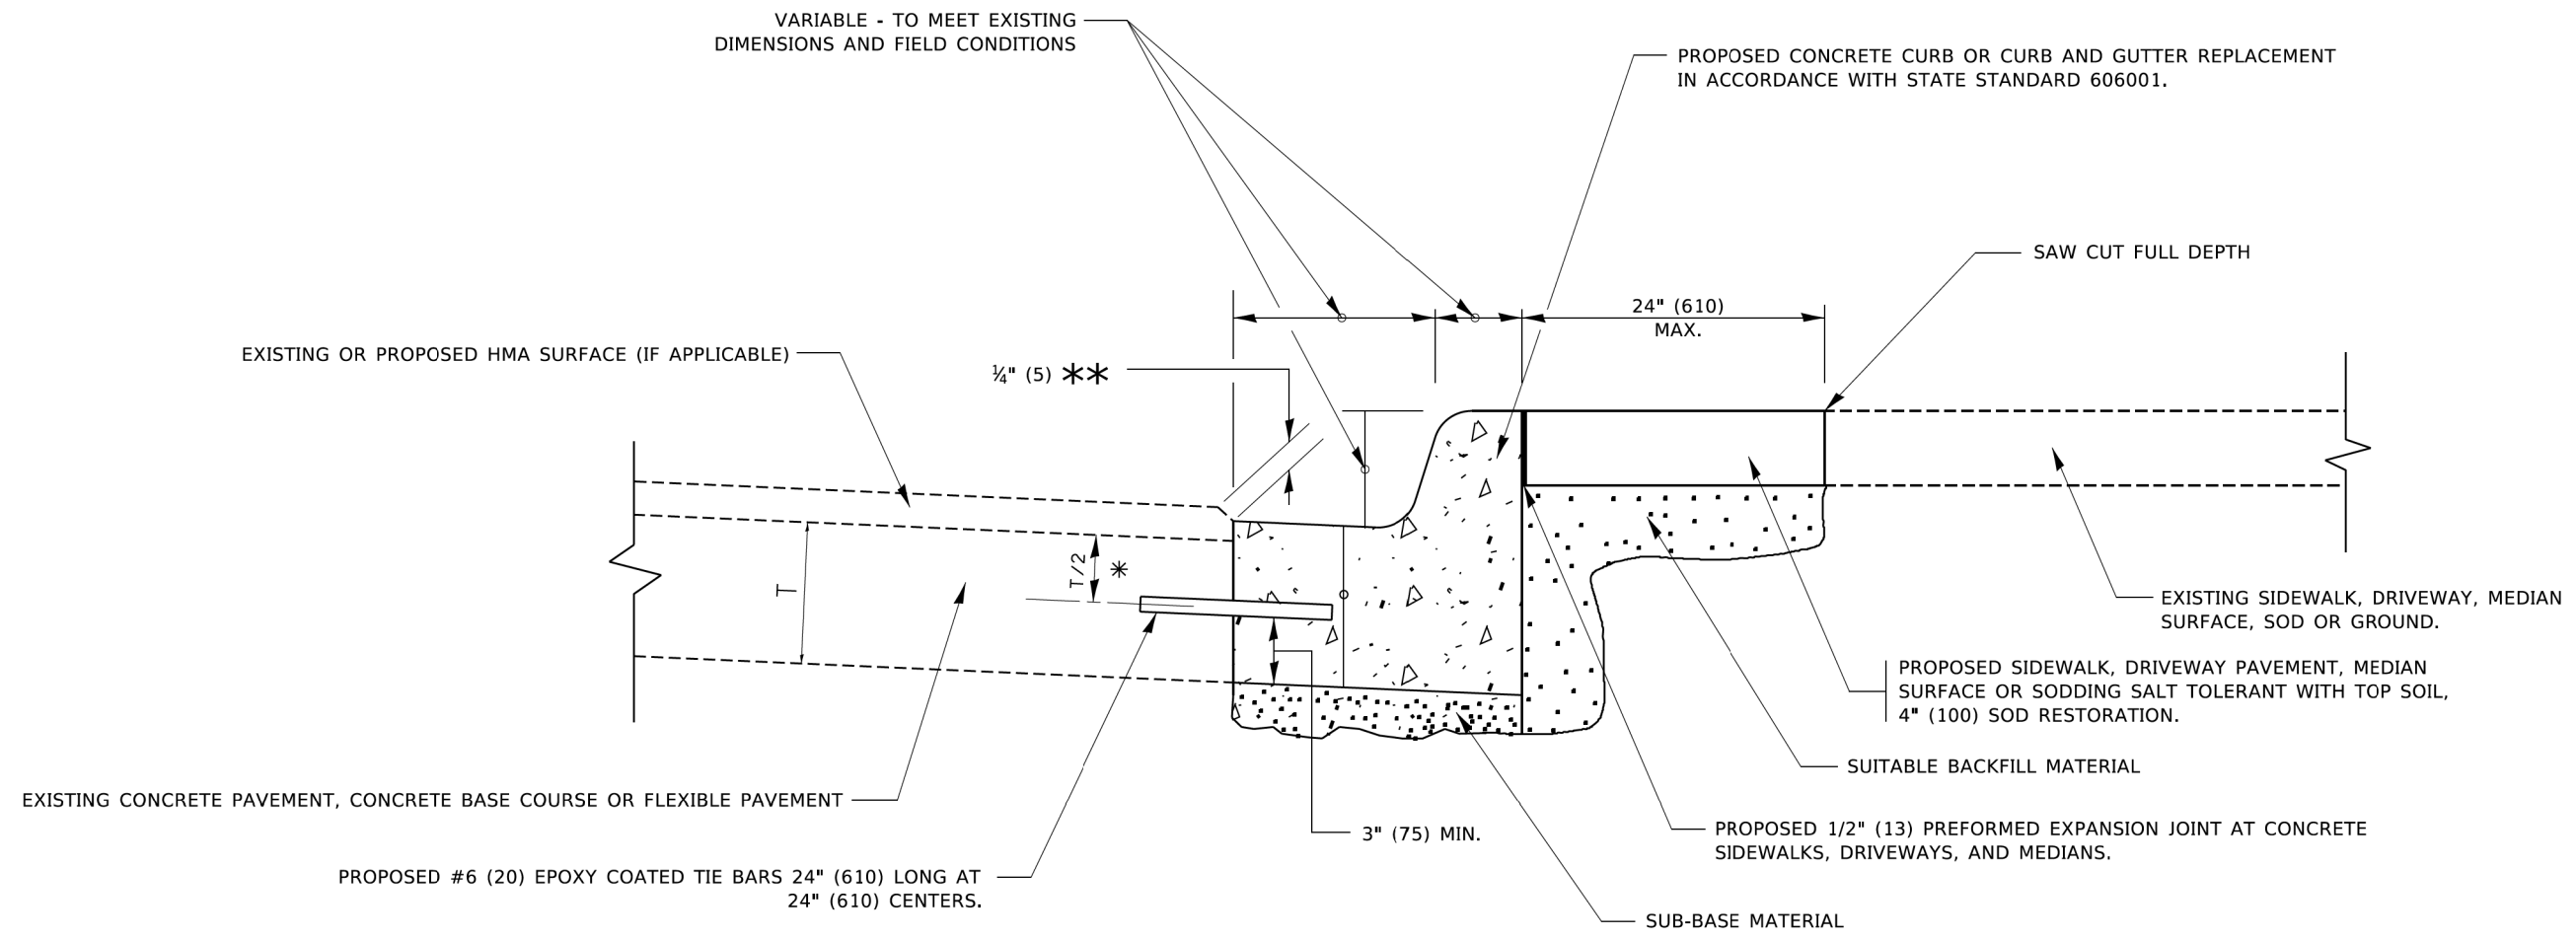 VARIABLE - TO MEET EXISTING
DIMENSIONS AND FIELD CONDITIONS
PROPOSED CONCRETE CURB OR CURB AND GUTTER REPLACEMENT
IN ACCORDANCE WITH STATE STANDARD 606001.
SAW CUT FULL DEPTH
24" (610)
MAX.
EXISTING OR PROPOSED HMA SURFACE (IF APPLICABLE)
¼" (5) **
T/2
*
T
EXISTING SIDEWALK, DRIVEWAY, MEDIAN
SURFACE, SOD OR GROUND.
PROPOSED SIDEWALK, DRIVEWAY PAVEMENT, MEDIAN
SURFACE OR SODDING SALT TOLERANT WITH TOP SOIL,
4" (100) SOD RESTORATION.
SUITABLE BACKFILL MATERIAL
EXISTING CONCRETE PAVEMENT, CONCRETE BASE COURSE OR FLEXIBLE PAVEMENT
3" (75) MIN.
PROPOSED 1/2" (13) PREFORMED EXPANSION JOINT AT CONCRETE
SIDEWALKS, DRIVEWAYS, AND MEDIANS.
PROPOSED #6 (20) EPOXY COATED TIE BARS 24" (610) LONG AT
24" (610) CENTERS.
SUB-BASE MATERIAL